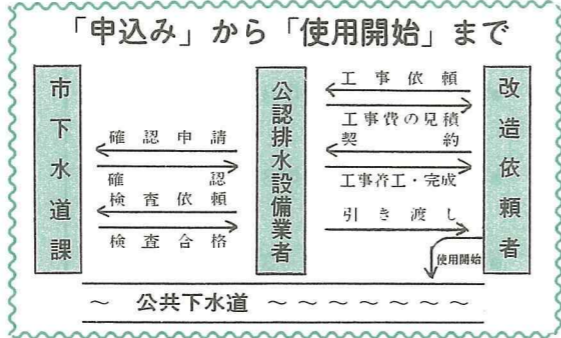 「申込み」から「使用開始」まで
市下水道課
公認排水設備業者
改造依頼者
確認申請
確認
検査依頼
検査合格
工事依頼
工事費の見積
契約
工事着工・完成
引き渡し
使用開始
～ 公共下水道 ～ ～ ～ ～ ～ ～ ～